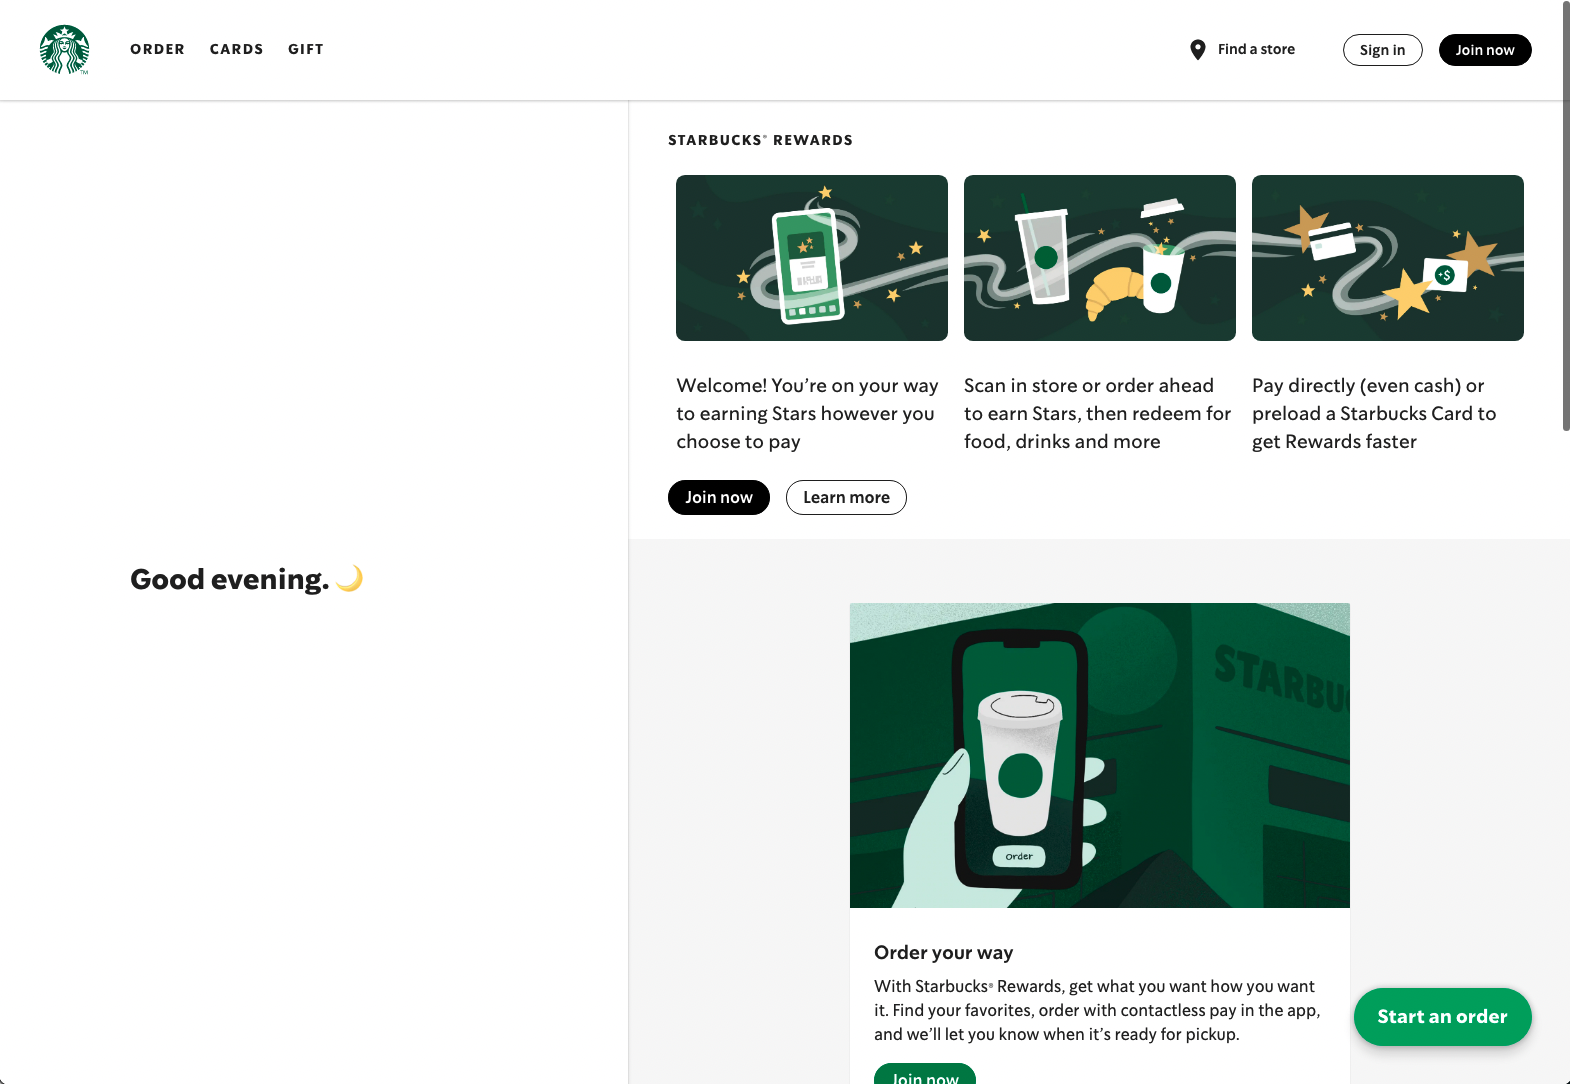 ORDER CARDS GIFT
Find a store
Sign in
Join now
STARBUCKS® REWARDS
Welcome! You’re on your way
to earning Stars however you
choose to pay
Scan in store or order ahead
to earn Stars, then redeem for
food, drinks and more
Pay directly (even cash) or
preload a Starbucks Card to
get Rewards faster
Join now
Learn more
Good evening.
STARBUC
Order
Order your way
With Starbucks® Rewards, get what you want how you want
it. Find your favorites, order with contactless pay in the app,
and we’ll let you know when it’s ready for pickup.
Start an order
Join now
+$
TM